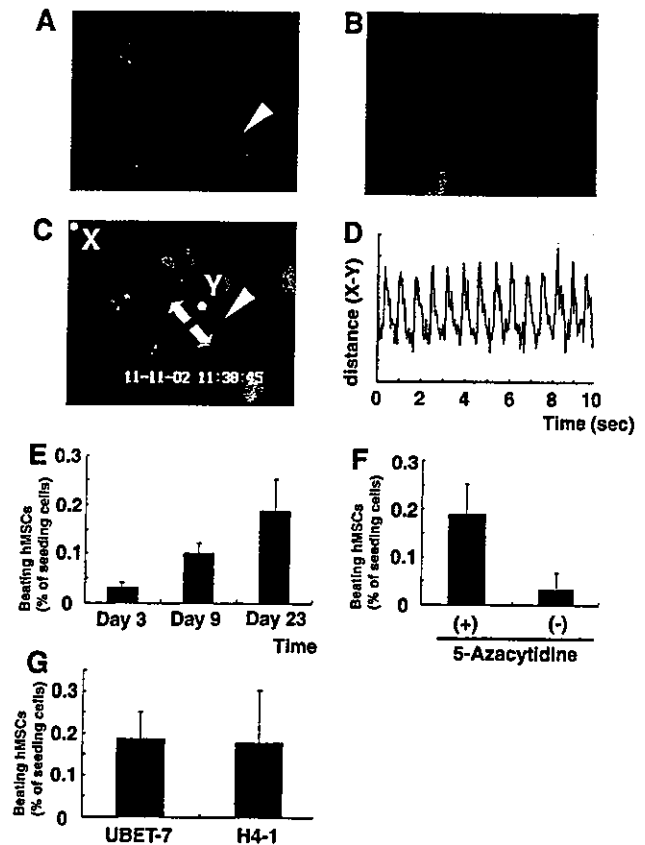 A
B
C
X
Y
11-11-02 11:38:45
D
distance (X-Y)
0 2 4 6 8 10
Time (sec)
E
Beating hMSCs
(% of seeding cells)
0.3
0.2
0.1
0
Day 3 Day 9 Day 23
Time
F
Beating hMSCs
(% of seeding cells)
0.3
0.2
0.1
0
(+) (-)
5-Azacytidine
G
Beating hMSCs
(% of seeding cells)
0.3
0.2
0.1
UBET-7 H4-1